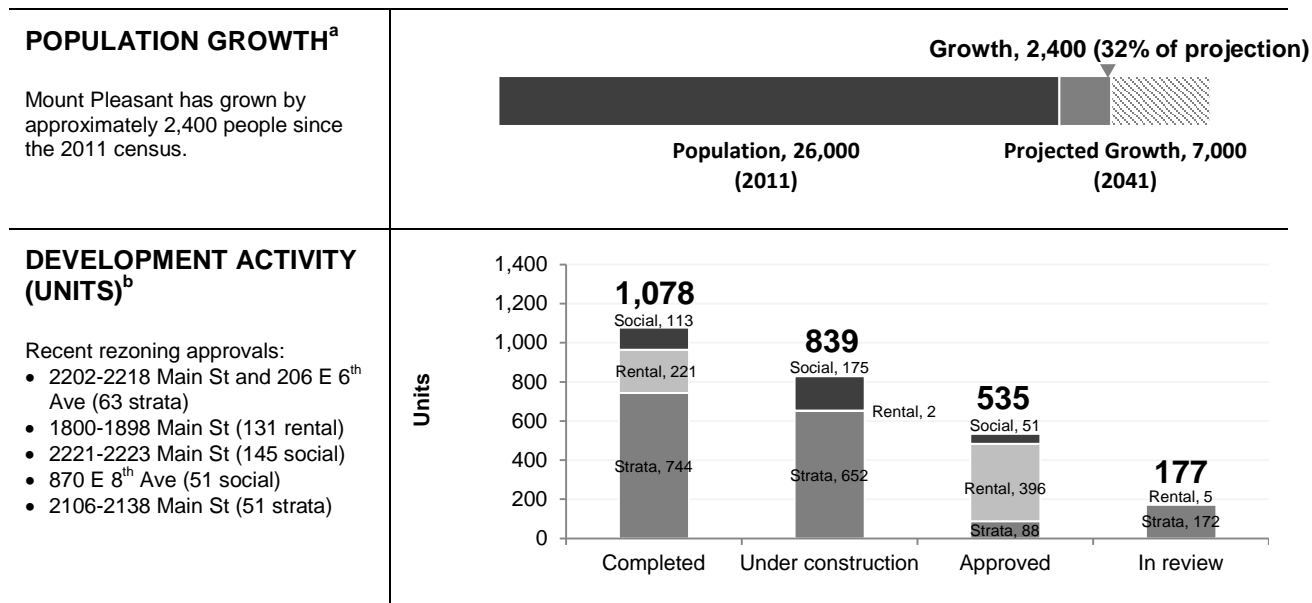 POPULATION GROWTHa
Mount Pleasant has grown by
approximately 2,400 people since
the 2011 census.
Growth, 2,400 (32% of projection)
Population, 26,000
(2011)
Projected Growth, 7,000
(2041)
DEVELOPMENT ACTIVITY
(UNITS)b
Recent rezoning approvals:
• 2202-2218 Main St and 206 E 6th
Ave (63 strata)
• 1800-1898 Main St (131 rental)
• 2221-2223 Main St (145 social)
• 870 E 8th Ave (51 social)
• 2106-2138 Main St (51 strata)
Units
1,400
1,200
1,000
800
600
400
200
0
1,078
Social, 113
Rental, 221
Strata, 744
839
Social, 175
Rental, 2
Strata, 652
535
Social, 51
Rental, 396
Strata, 88
177
Rental, 5
Strata, 172
Completed
Under construction
Approved
In review